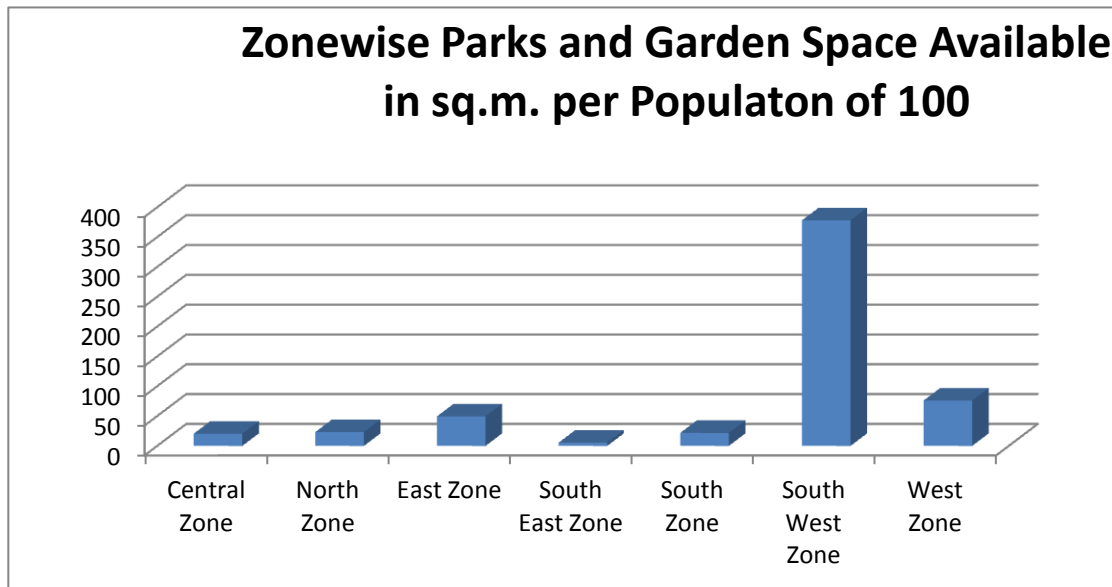 Zonewise Parks and Garden Space Available
in sq.m. per Populaton of 100
400
350
300
250
200
150
100
50
0
Central
Zone
North
Zone
East Zone
South
East Zone
South
Zone
South
West
Zone
West
Zone